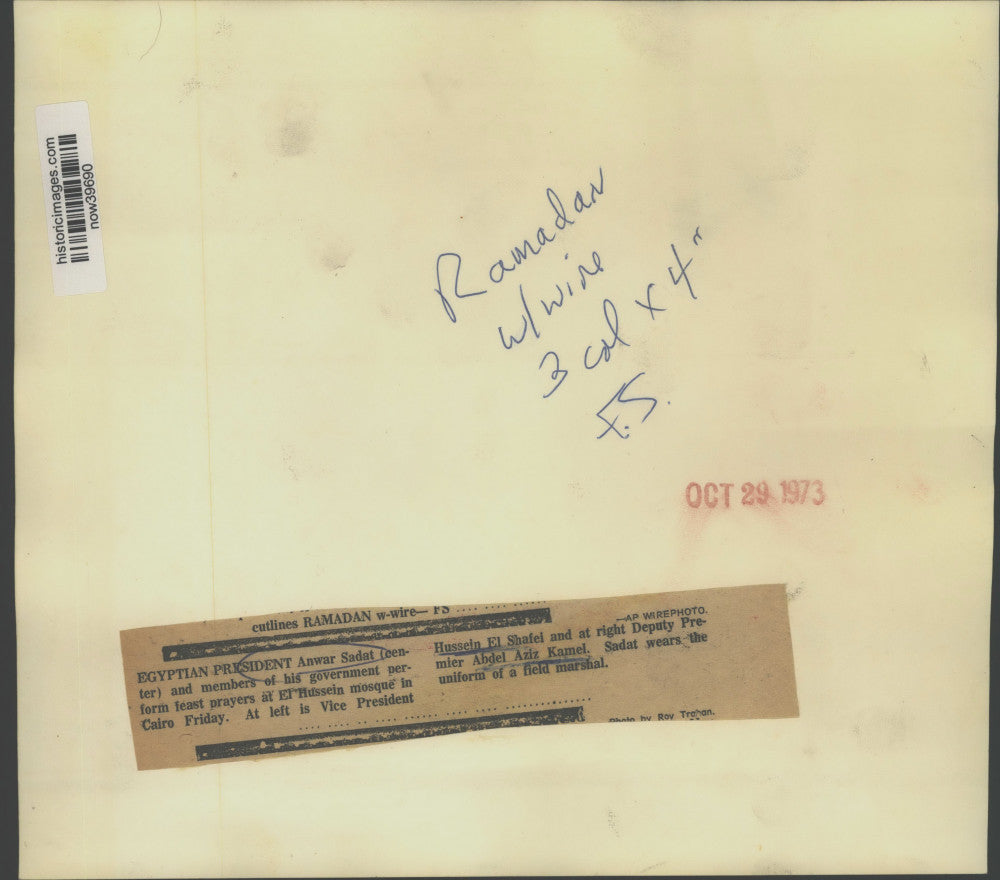 historicimages.com
now39690
Ramadan
w/wire
3 col x 4"
F.S.
OCT 29 1973
cutlines RAMADAN w-wire— FS
EGYPTIAN PRESIDENT Anwar Sadat (cen-
ter) and members of his government per-
form feast prayers at El Hussein mosque in
Cairo Friday. At left is Vice President
—AP WIREPHOTO.
Hussein El Shafei and at right Deputy Pre-
mier Abdel Aziz Kamel. Sadat wears the
uniform of a field marshal.
Photo by Roy Trahan.